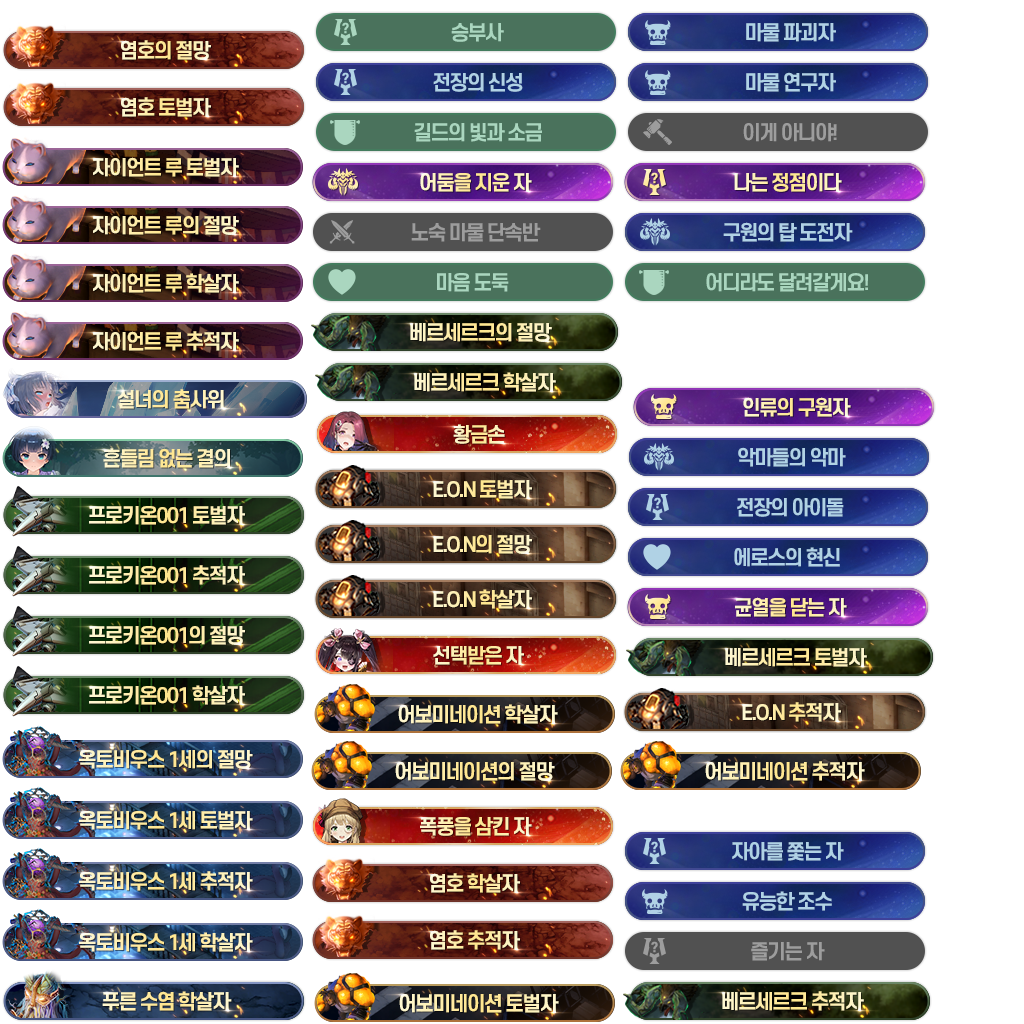 염호의 절망
염호 토벌자
자이언트 루 토벌자
자이언트 루의 절망
자이언트 루 학살자
자이언트 루 추적자
설녀의 춤사위
흔들림 없는 결의
프로키온001 토벌자
프로키온001 추적자
프로키온001의 절망
프로키온001 학살자
옥토비우스 1세의 절망
옥토비우스 1세 토벌자
옥토비우스 1세 추적자
옥토비우스 1세 학살자
푸른 수염 학살자
승부사
전장의 신성
길드의 빛과 소금
어둠을 지운 자
노숙 마물 단속반
마음 도둑
베르세르크의 절망
베르세르크 학살자
황금손
E.O.N 토벌자
E.O.N의 절망
E.O.N 학살자
선택받은 자
어보미네이션 학살자
어보미네이션의 절망
폭풍을 삼킨 자
염호 학살자
염호 추적자
어보미네이션 토벌자
마물 파괴자
마물 연구자
이게 아니야!
나는 정점이다
구원의 탑 도전자
어디라도 달려갈게요!
인류의 구원자
악마들의 악마
전장의 아이돌
에로스의 현신
균열을 닫는 자
베르세르크 토벌자
E.O.N 추적자
어보미네이션 추적자
자아를 쫓는 자
유능한 조수
즐기는 자
베르세르크 추적자